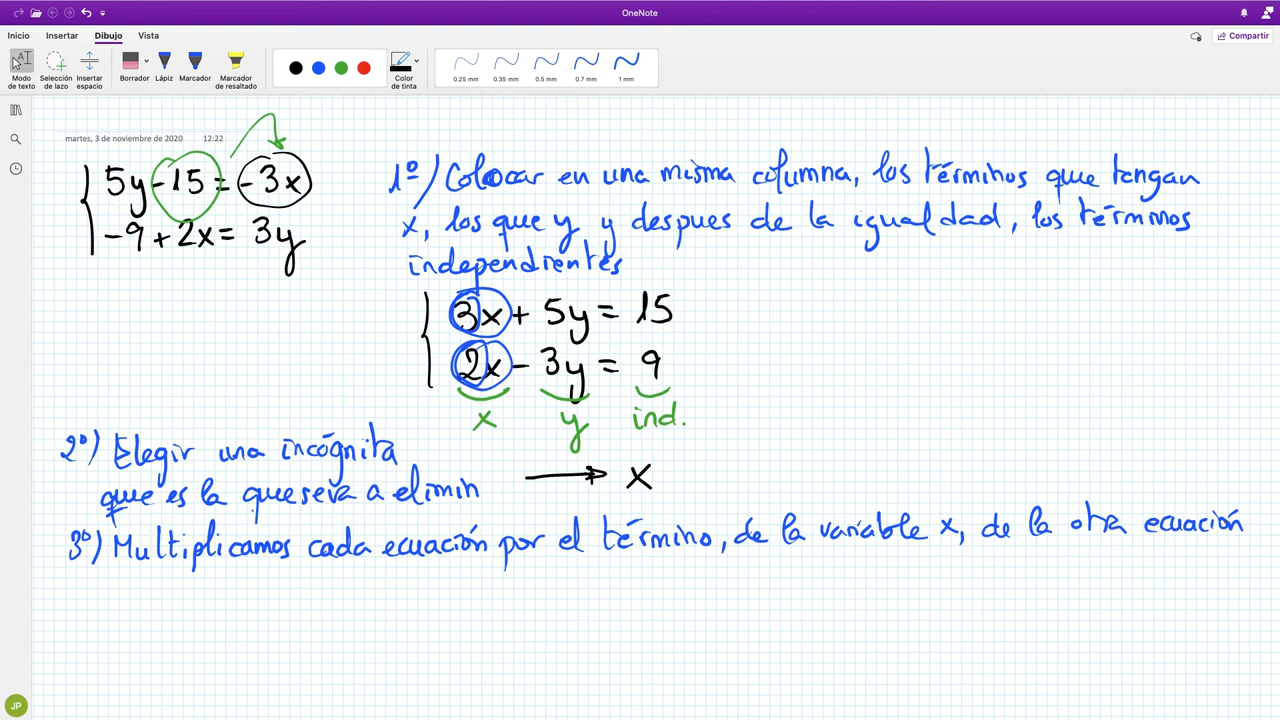 OneNote
Inicio Insertar Dibujo Vista
Compartir
Modo de texto
Selección de lazo
Insertar espacio
Borrador
Lápiz
Marcador
Marcador de resaltado
Color de tinta
0.25 mm 0.35 mm 0.5 mm 0.7 mm 1 mm
martes, 3 de noviembre de 2020 12:22
5y-15 = -3x
-9+2x = 3y
1º) Colocar en una misma columna, los términos que tengan
x, los que y y despues de la igualdad, los términos
independientes
3x + 5y = 15
2x - 3y = 9
x y ind.
2º) Elegir una incógnita
que es la que se va a elimin
x
3º) Multiplicamos cada ecuación por el término, de la variable x, de la otra ecuación
JP